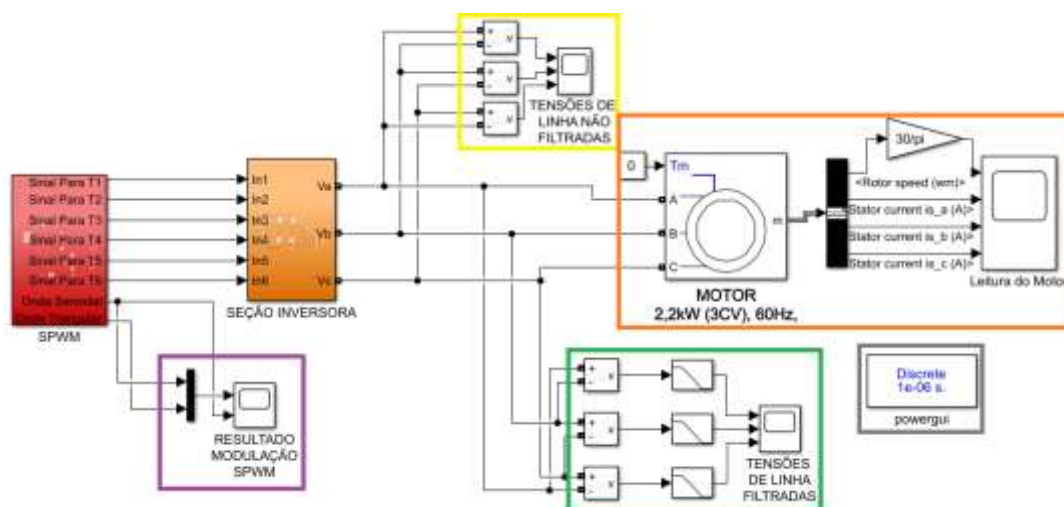 TENSÕES DE
LINHA NÃO
FILTRADAS
+
-
v
+
-
v
+
-
v
Sinal Para T1
Sinal Para T2
Sinal Para T3
Sinal Para T4
Sinal Para T5
Sinal Para T6
Onda Senoidal
Onda Triangular
SPWM
In1
In2
In3
In4
In5
In6
Va
Vb
Vc
SEÇÃO INVERSORA
0
Tm
A
B
C
m
MOTOR
2,2kW (3CV), 60Hz,
30/pi
<Rotor speed (wm)>
Stator current is_a (A)>
Stator current is_b (A)>
Stator current is_c (A)>
Leitura do Motor
RESULTADO
MODULAÇÃO
SPWM
+
-
v
+
-
v
+
-
v
TENSÕES
DE LINHA
FILTRADAS
Discrete
1e-06 s.
powergui